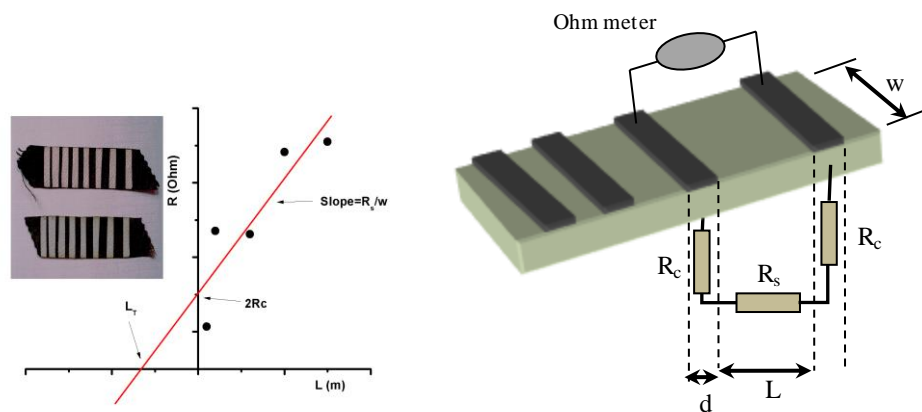 R (Ohm)
Slope=Rs/w
2Rc
LT
L (m)
Ohm meter
w
Rc
Rs
Rc
d
L